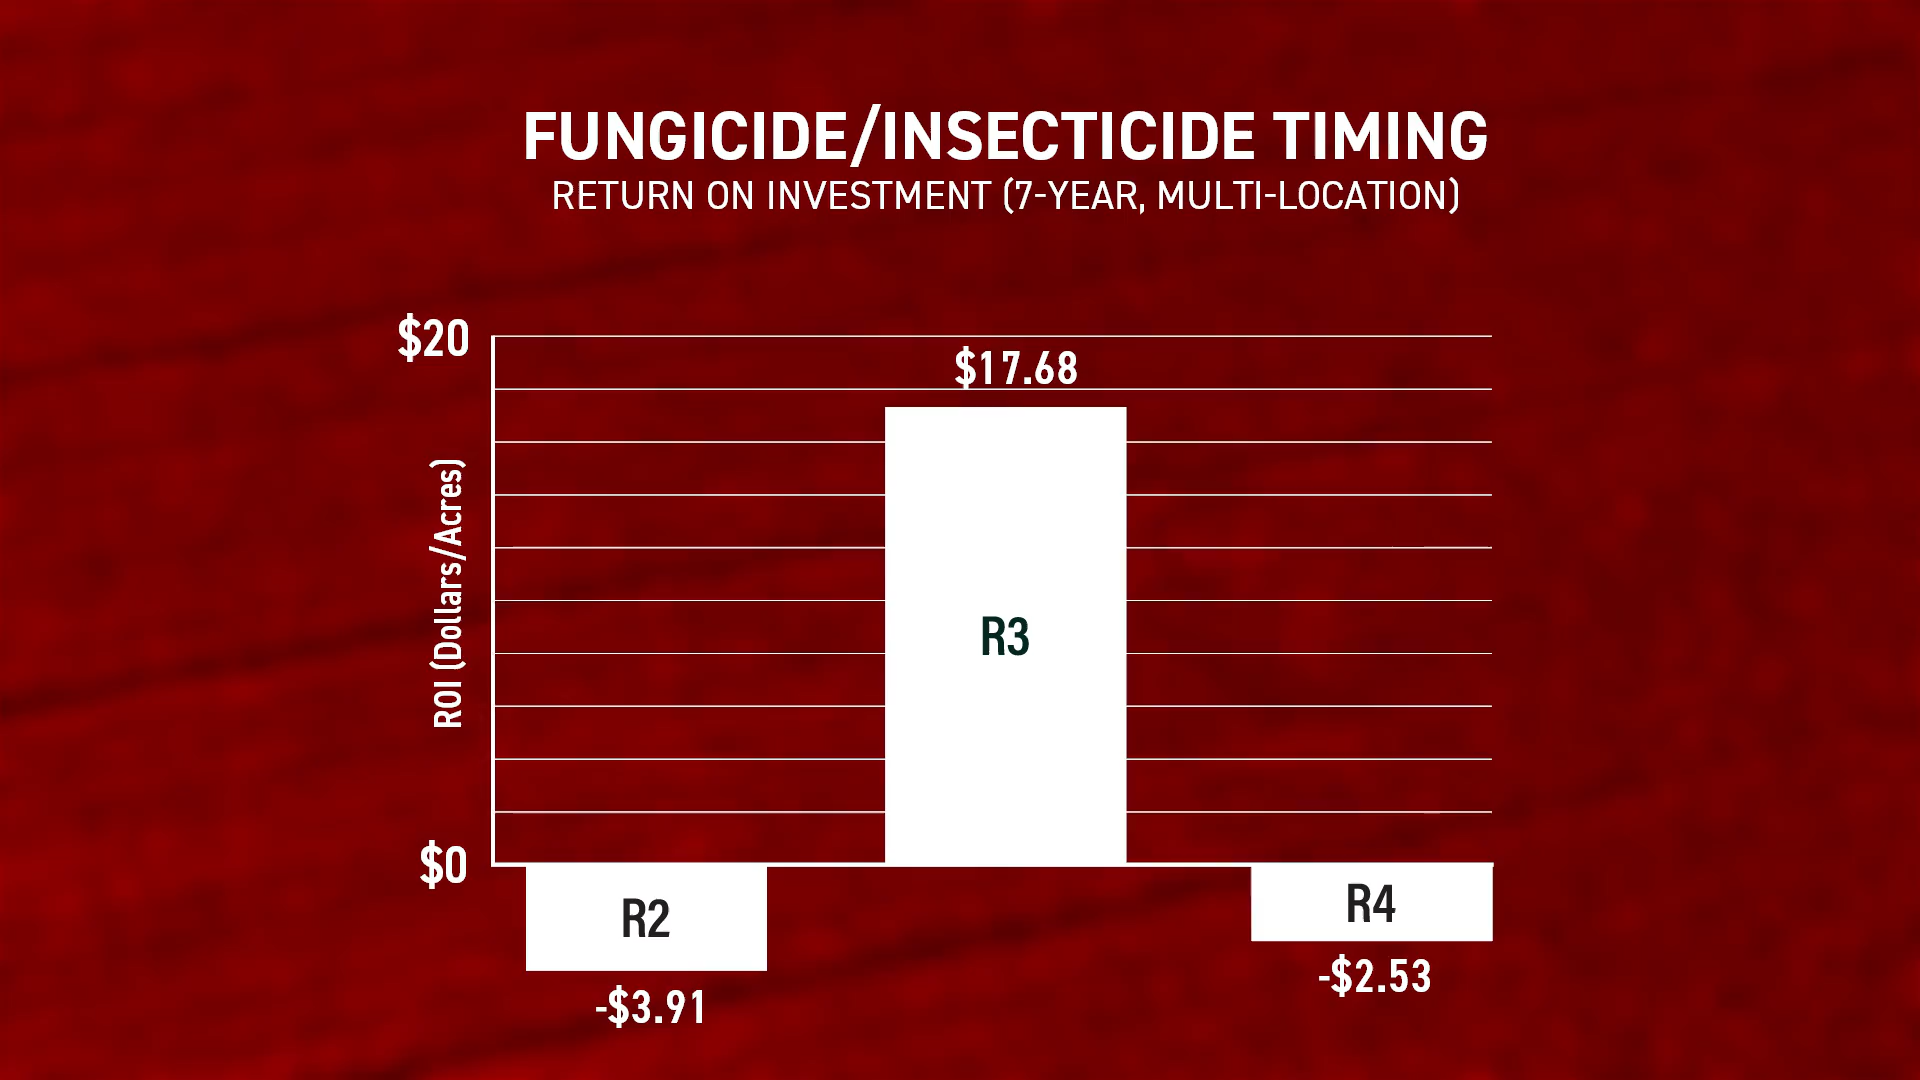 FUNGICIDE/INSECTICIDE TIMING
RETURN ON INVESTMENT (7-YEAR, MULTI-LOCATION)
$20
$17.68
ROI (Dollars/Acres)
R3
$0
R2
R4
-$3.91
-$2.53